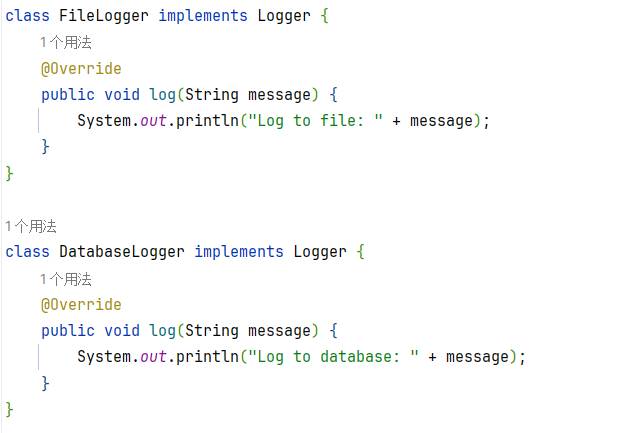 class FileLogger implements Logger {
1个用法
@Override
public void log(String message) {
System.out.println("Log to file: " + message);
}
}
1个用法
class DatabaseLogger implements Logger {
1个用法
@Override
public void log(String message) {
System.out.println("Log to database: " + message);
}
}